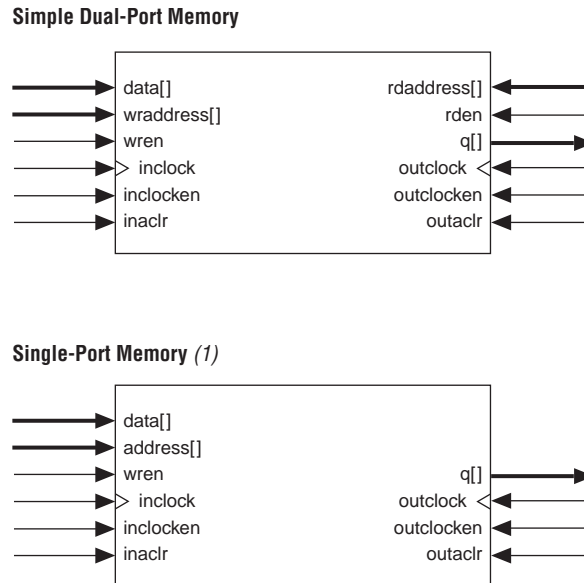 Simple Dual-Port Memory
data[] rdaddress[]
wraddress[] rden
wren q[]
inclock outclock
inclocken outclocken
inaclr outaclr
Single-Port Memory (1)
data[]
address[]
wren q[]
inclock outclock
inclocken outclocken
inaclr outaclr